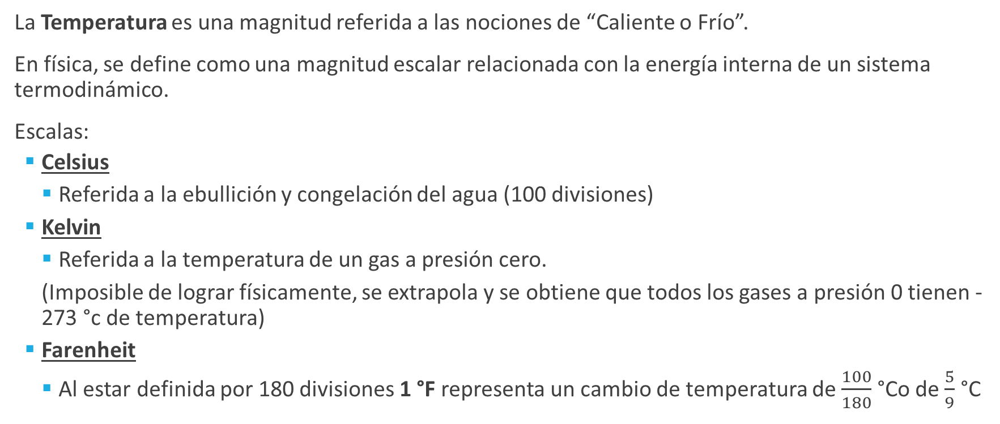 La Temperatura es una magnitud referida a las nociones de “Caliente o Frío”.
En física, se define como una magnitud escalar relacionada con la energía interna de un sistema
termodinámico.
Escalas:
▪ Celsius
▪ Referida a la ebullición y congelación del agua (100 divisiones)
▪ Kelvin
▪ Referida a la temperatura de un gas a presión cero.
(Imposible de lograr físicamente, se extrapola y se obtiene que todos los gases a presión 0 tienen -
273 °c de temperatura)
▪ Farenheit
▪ Al estar definida por 180 divisiones 1 °F representa un cambio de temperatura de 100/180 °Co de 5/9 °C